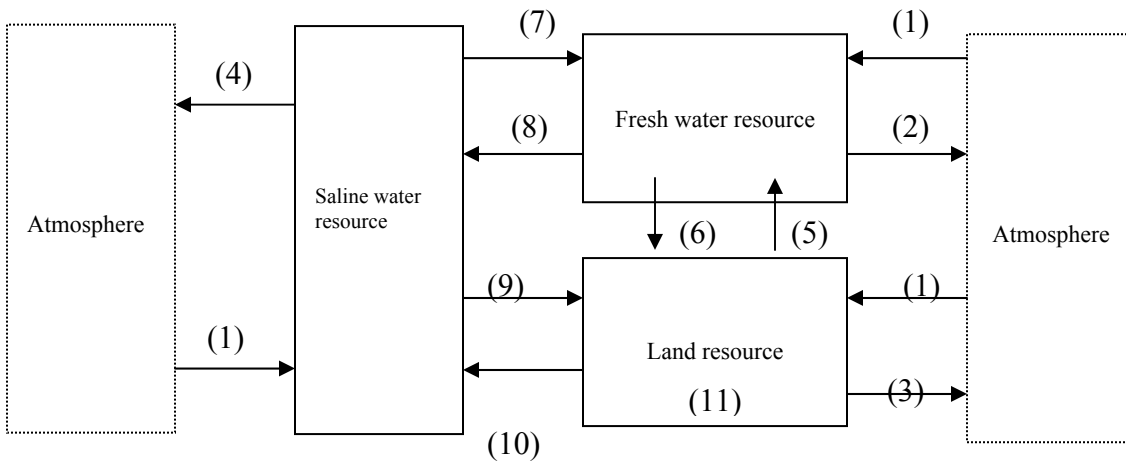 (7)
(1)
(4)
Fresh water resource
(8)
(2)
Saline water
resource
Atmosphere
Atmosphere
(6)
(5)
(9)
(1)
(1)
Land resource
(11)
(3)
(10)